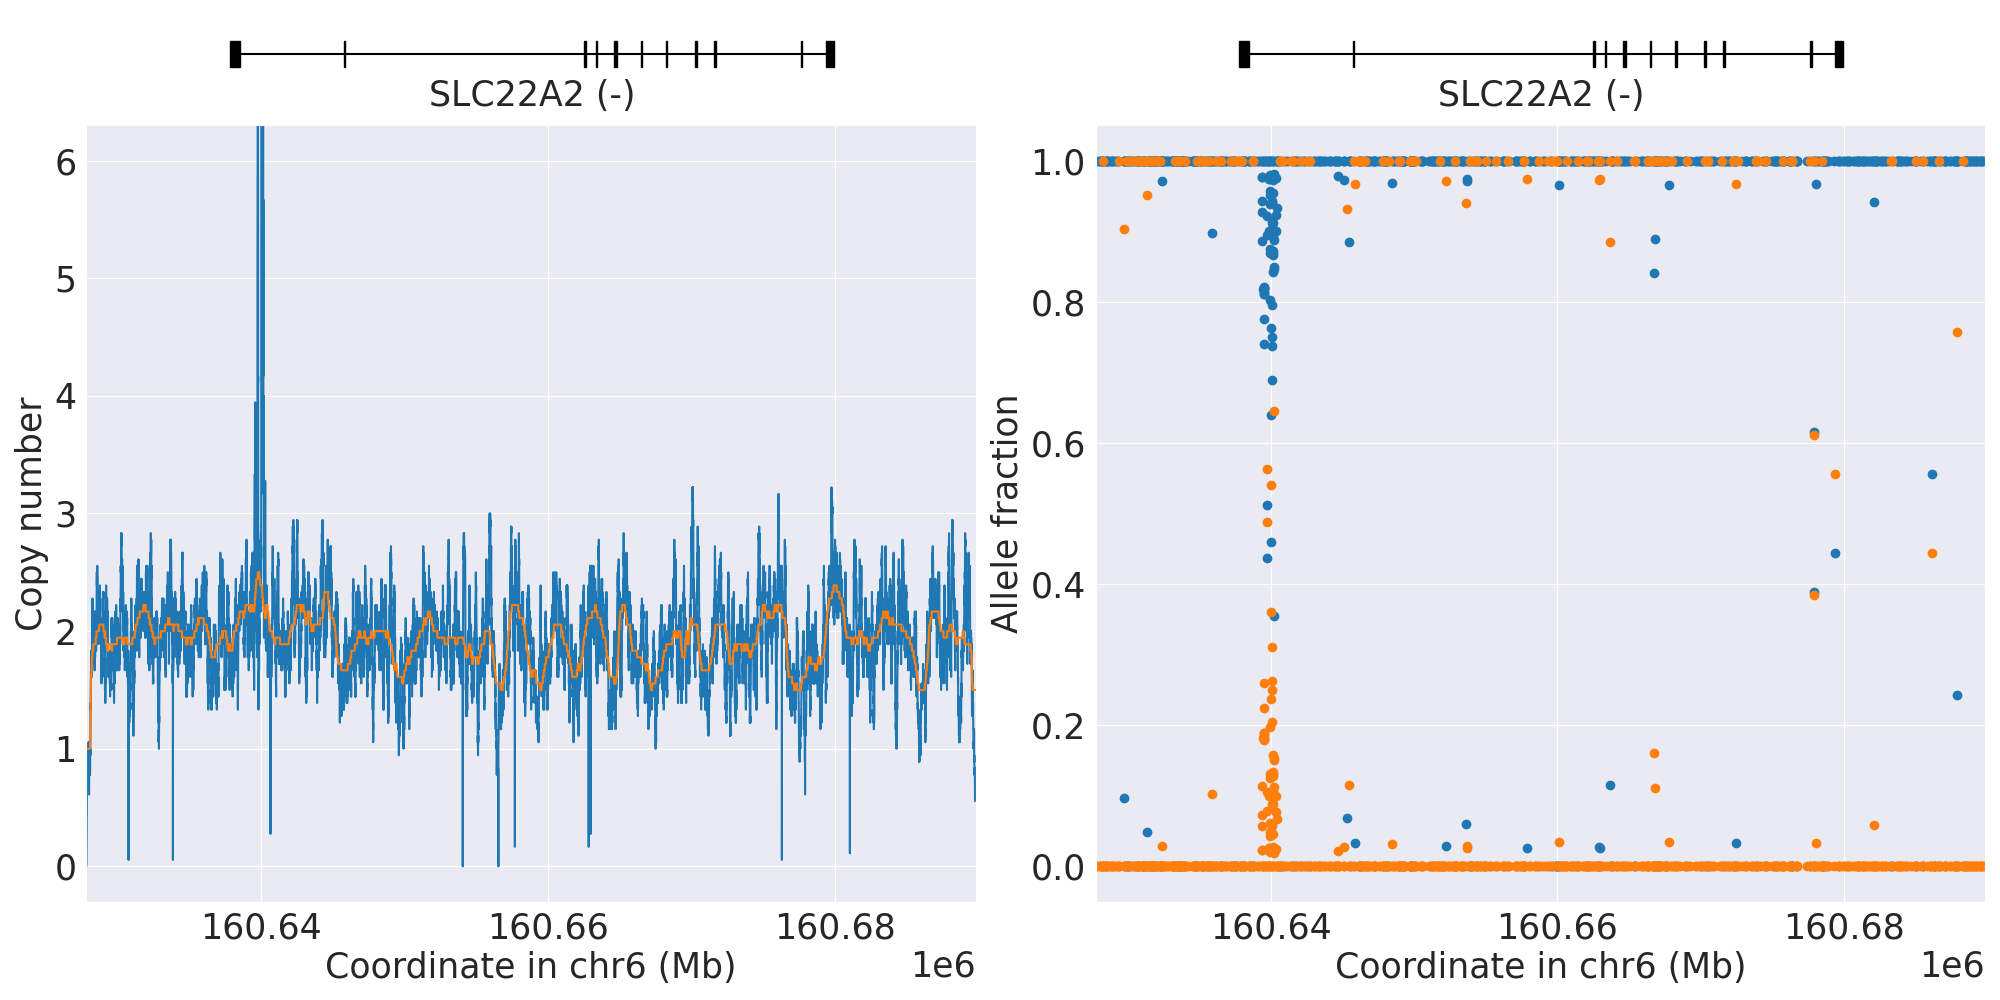 SLC22A2 (-)
6
5
4
3
2
1
0
Copy number
160.64
160.66
160.68
Coordinate in chr6 (Mb)
1e6
SLC22A2 (-)
1.0
0.8
0.6
0.4
0.2
0.0
Allele fraction
160.64
160.66
160.68
Coordinate in chr6 (Mb)
1e6